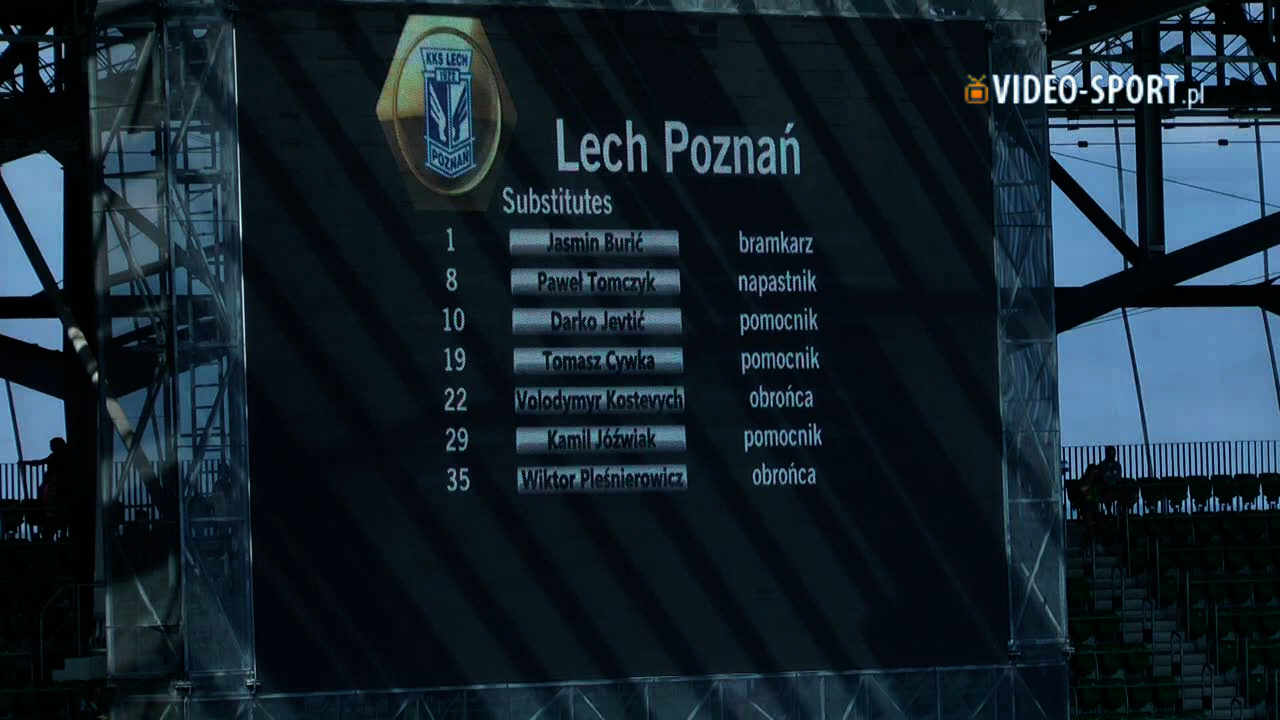 KKS LECH
1922
POZNAŃ
VIDEO-SPORT.pl
Lech Poznań
Substitutes
1 Jasmin Burić bramkarz
8 Paweł Tomczyk napastnik
10 Darko Jevtić pomocnik
19 Tomasz Cywka pomocnik
22 Volodymyr Kostevych obrońca
29 Kamil Jóźwiak pomocnik
35 Wiktor Pleśnierowicz obrońca